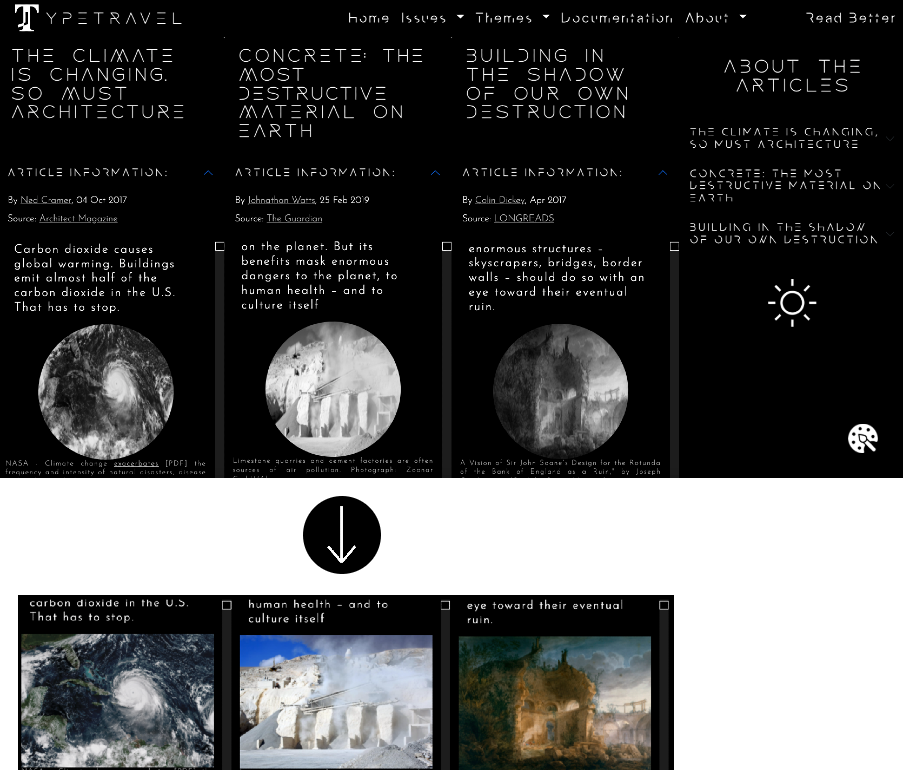 TYPETRAVEL
Home Issues Themes Documentation About Read Better
THE CLIMATE
IS CHANGING,
SO MUST
ARCHITECTURE
ARTICLE INFORMATION:
By Ned Cramer, 04 Oct 2017
Source: Architect Magazine
Carbon dioxide causes
global warming. Buildings
emit almost half of the
carbon dioxide in the U.S.
That has to stop.
NASA - Climate change exacerbates [PDF] the
frequency and intensity of natural disasters, disease
CONCRETE: THE
MOST
DESTRUCTIVE
MATERIAL ON
EARTH
ARTICLE INFORMATION:
By Johnathan Watts, 25 Feb 2019
Source: The Guardian
on the planet. But its
benefits mask enormous
dangers to the planet, to
human health – and to
culture itself
Limestone quarries and cement factories are often
sources of air pollution. Photograph: Zoonar
BUILDING IN
THE SHADOW
OF OUR OWN
DESTRUCTION
ARTICLE INFORMATION:
By Colin Dickey, Apr 2017
Source: LONGREADS
enormous structures –
skyscrapers, bridges, border
walls – should do so with an
eye toward their eventual
ruin.
A Vision of Sir John Soane's Design for the Rotunda
of the Bank of England as a Ruin," by Joseph
ABOUT THE
ARTICLES
THE CLIMATE IS CHANGING,
SO MUST ARCHITECTURE
CONCRETE: THE MOST
DESTRUCTIVE MATERIAL ON
EARTH
BUILDING IN THE SHADOW
OF OUR OWN DESTRUCTION
carbon dioxide in the U.S.
That has to stop.
human health – and to
culture itself
eye toward their eventual
ruin.